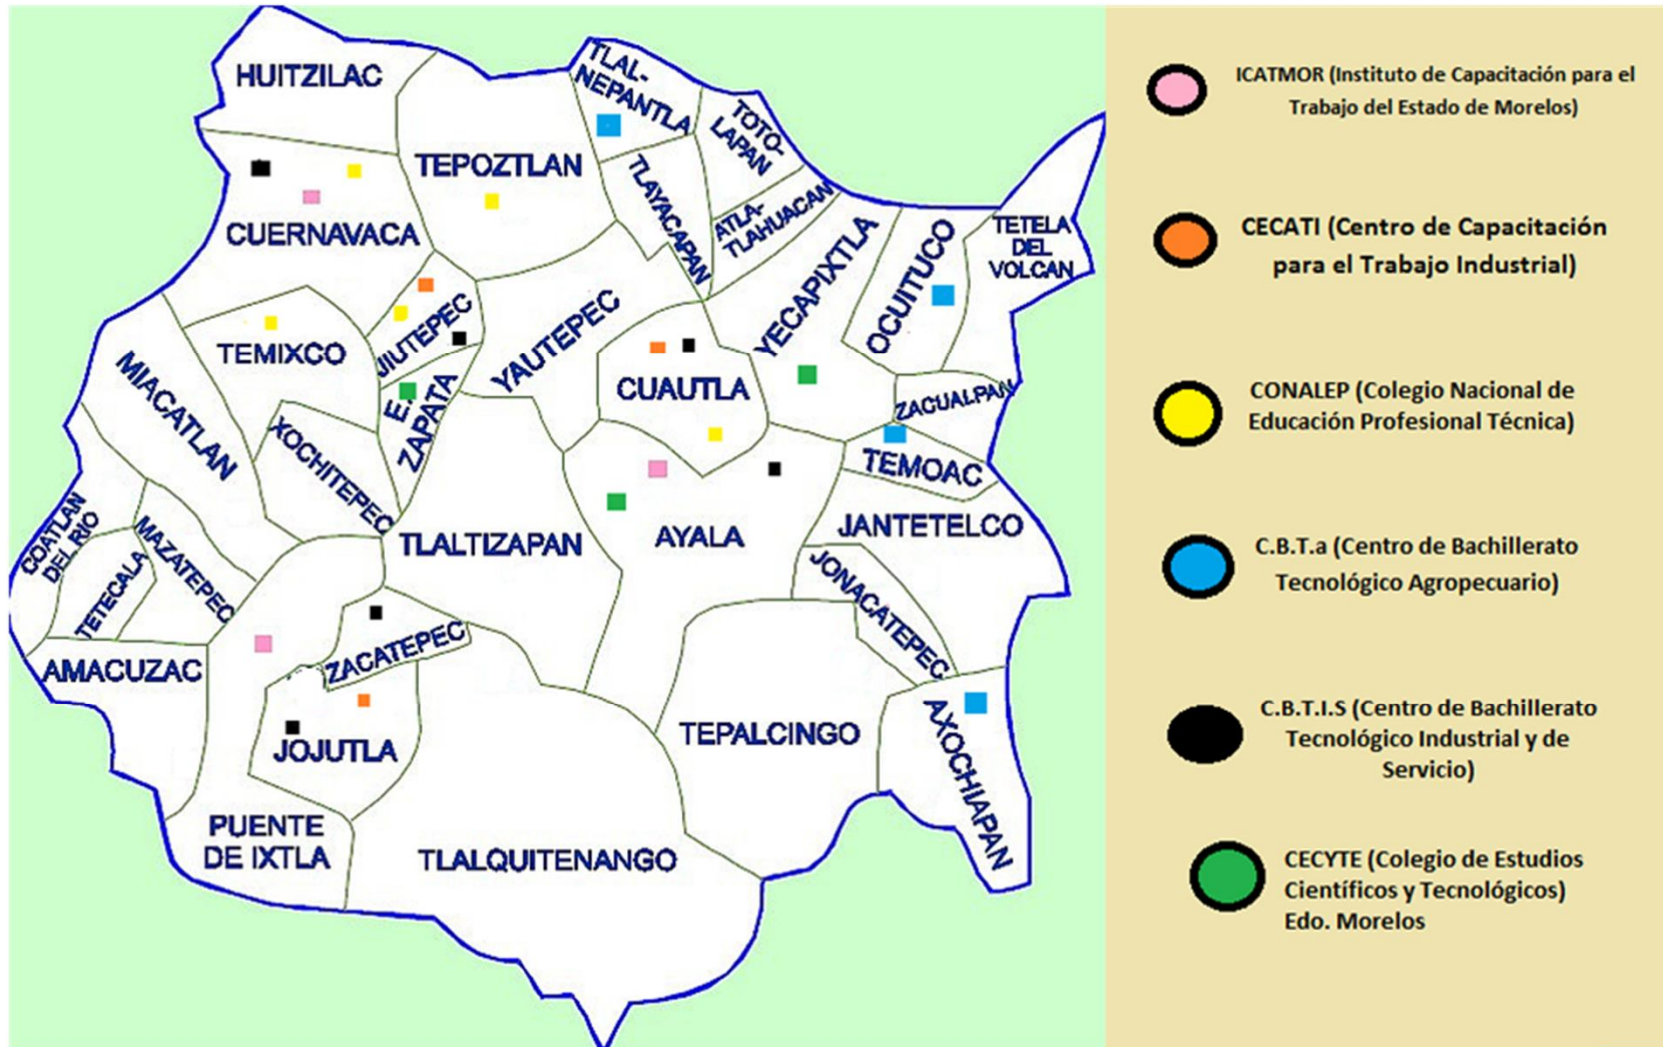 HUITZILAC
TLAL-
NEPANTLA
TOTO-
LAPAN
TEPOZTLAN
TLAYACAPAN
ATLA-
TLAHUACAN
CUERNAVACA
YECAPIXTLA
OCUITUCO
TETELA
DEL
VOLCAN
JIUTEPEC
YAUTEPEC
TEMIXCO
MIACATLAN
CUAUTLA
E.
ZAPATA
ZACUALPAN
XOCHITEPEC
TEMOAC
COATLAN
DEL RIO
MAZATEPEC
TETECALA
TLALTIZAPAN
AYALA
JANTETELCO
JONACATEPEC
AMACUZAC
ZACATEPEC
JOJUTLA
TEPALCINGO
AXOCHIAPAN
PUENTE
DE IXTLA
TLALQUITENANGO
ICATMOR (Instituto de Capacitación para el
Trabajo del Estado de Morelos)
CECATI (Centro de Capacitación
para el Trabajo Industrial)
CONALEP (Colegio Nacional de
Educación Profesional Técnica)
C.B.T.a (Centro de Bachillerato
Tecnológico Agropecuario)
C.B.T.I.S (Centro de Bachillerato
Tecnológico Industrial y de
Servicio)
CECYTE (Colegio de Estudios
Científicos y Tecnológicos)
Edo. Morelos